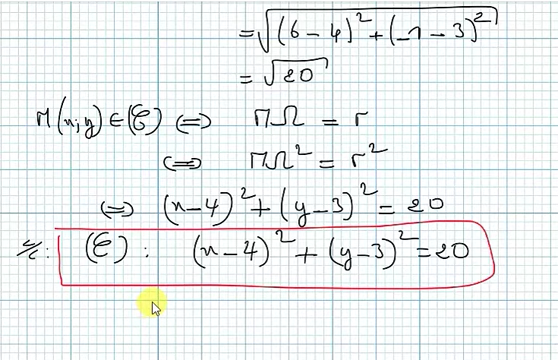 = √((6-4)² + (-1-3)²)
= √20
M(x;y) ∈ (ℰ) ⟺ MΩ = r
⟺ MΩ² = r²
⟺ (x-4)² + (y-3)² = 20
(ℰ) : (x-4)² + (y-3)² = 20